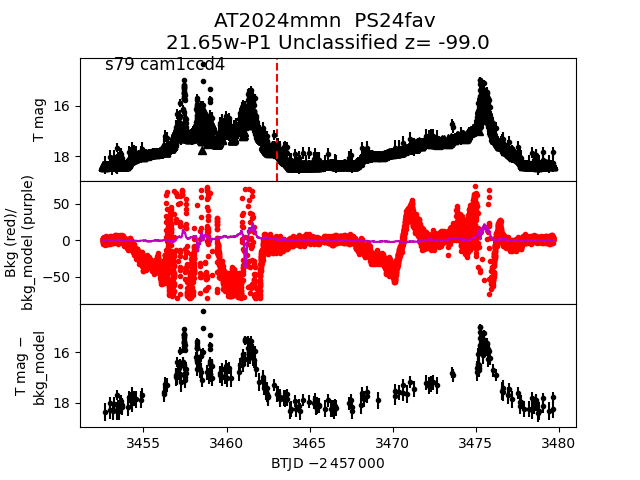 AT2024mmn PS24fav
21.65w-P1 Unclassified z= -99.0
s79 cam1ccd4
T mag
16
18
Bkg (red)/
bkg_model (purple)
50
0
−50
T mag −
bkg_model
16
18
3455
3460
3465
3470
3475
3480
BTJD −2 457 000